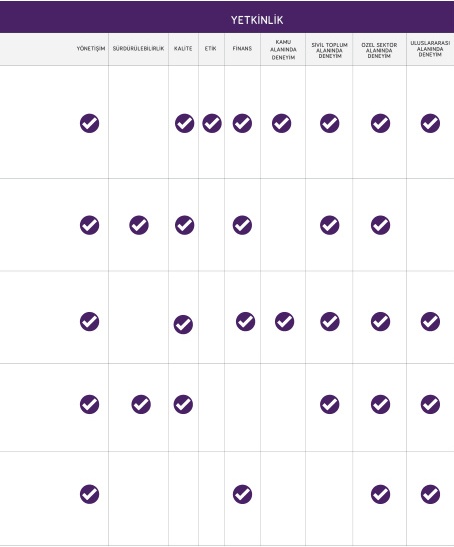 YETKİNLİK
YÖNETİŞİM
SÜRDÜRÜLEBİLİRLİK
KALİTE
ETİK
FİNANS
KAMU
ALANINDA
DENEYİM
SİVİL TOPLUM
ALANINDA
DENEYİM
ÖZEL SEKTÖR
ALANINDA
DENEYİM
ULUSLARARASI
ALANINDA
DENEYİM